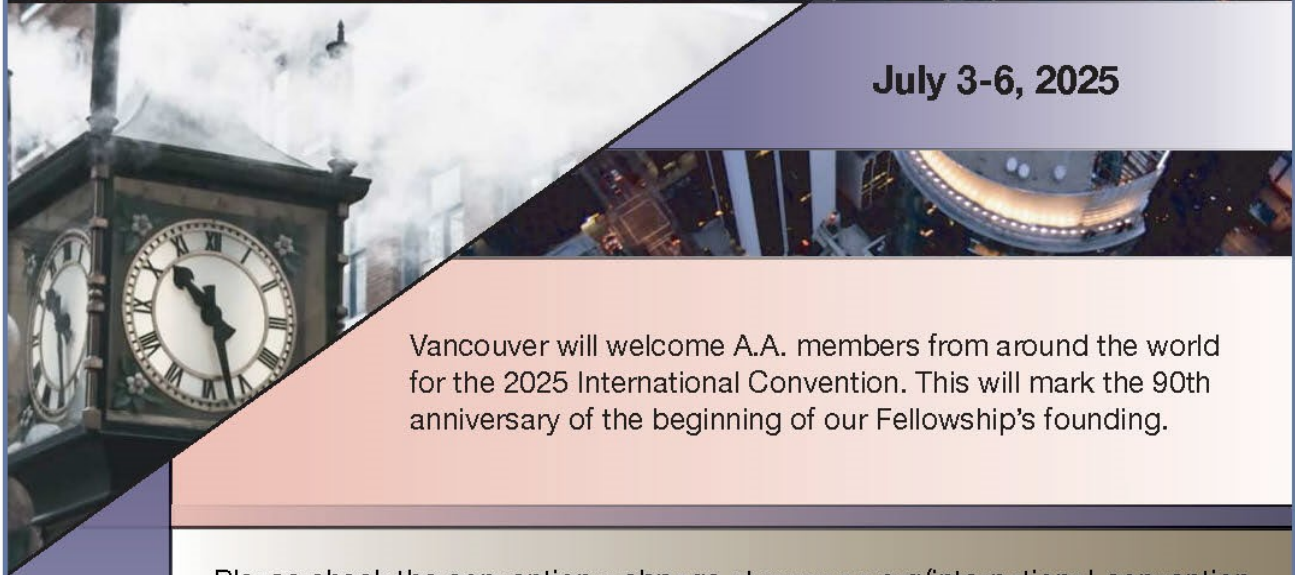 July 3-6, 2025
Vancouver will welcome A.A. members from around the world
for the 2025 International Convention. This will mark the 90th
anniversary of the beginning of our Fellowship’s founding.